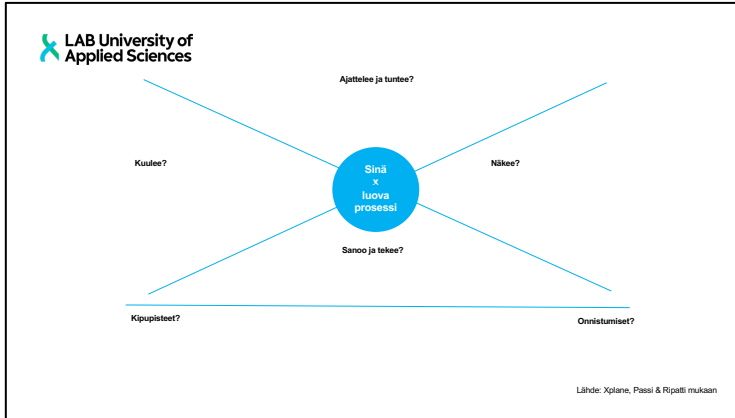 LAB University of
Applied Sciences
Ajattelee ja tuntee?
Kuulee?
Sinä
x
luova
prosessi
Näkee?
Sanoo ja tekee?
Kipupisteet?
Onnistumiset?
Lähde: Xplane, Passi & Ripatti mukaan